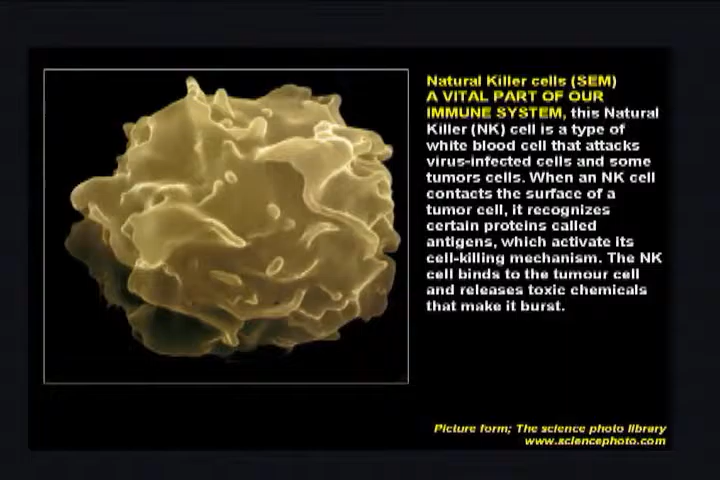 Natural Killer cells (SEM)
A VITAL PART OF OUR
IMMUNE SYSTEM, this Natural
Killer (NK) cell is a type of
white blood cell that attacks
virus-infected cells and some
tumors cells. When an NK cell
contacts the surface of a
tumor cell, it recognizes
certain proteins called
antigens, which activate its
cell-killing mechanism. The NK
cell binds to the tumour cell
and releases toxic chemicals
that make it burst.
Picture form; The science photo library
www.sciencephoto.com